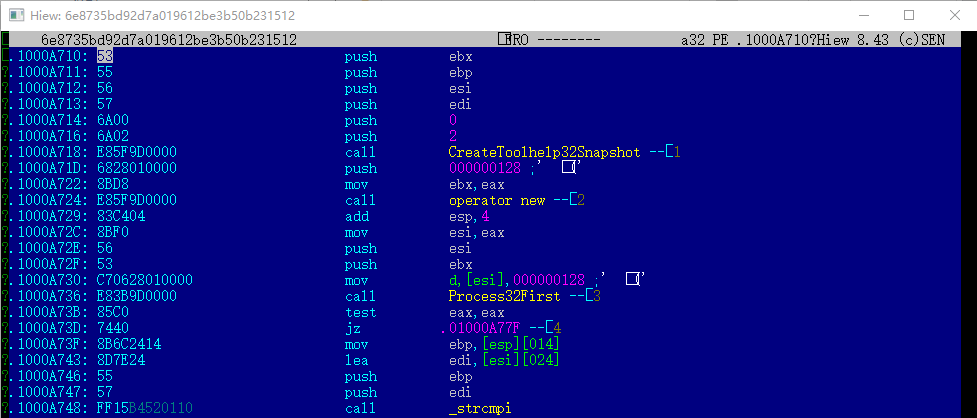 Hiew: 6e8735bd92d7a019612be3b50b231512
6e8735bd92d7a019612be3b50b231512 FRO -------- a32 PE .1000A710?Hiew 8.43 (c)SEN
.1000A710: 53 push ebx
?.1000A711: 55 push ebp
?.1000A712: 56 push esi
?.1000A713: 57 push edi
?.1000A714: 6A00 push 0
?.1000A716: 6A02 push 2
?.1000A718: E85F9D0000 call CreateToolhelp32Snapshot --[1
?.1000A71D: 6828010000 push 000000128 ;' ('
?.1000A722: 8BD8 mov ebx,eax
?.1000A724: E85F9D0000 call operator new --[2
?.1000A729: 83C404 add esp,4
?.1000A72C: 8BF0 mov esi,eax
?.1000A72E: 56 push esi
?.1000A72F: 53 push ebx
?.1000A730: C70628010000 mov d,[esi],000000128 ;' ('
?.1000A736: E83B9D0000 call Process32First --[3
?.1000A73B: 85C0 test eax,eax
?.1000A73D: 7440 jz .01000A77F --[4
?.1000A73F: 8B6C2414 mov ebp,[esp][014]
?.1000A743: 8D7E24 lea edi,[esi][024]
?.1000A746: 55 push ebp
?.1000A747: 57 push edi
?.1000A748: FF15B4520110 call _strcmpi